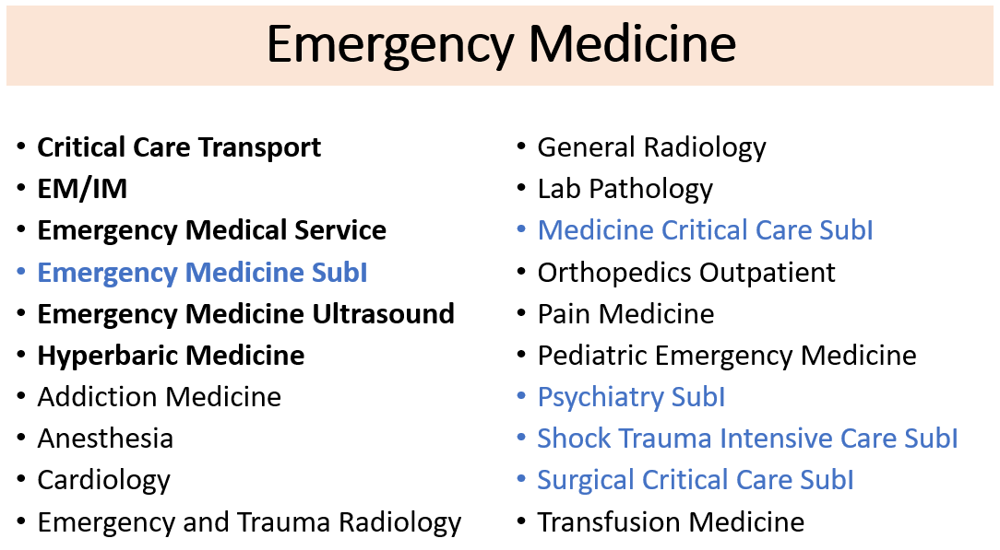 Emergency Medicine
• Critical Care Transport
• EM/IM
• Emergency Medical Service
• Emergency Medicine SubI
• Emergency Medicine Ultrasound
• Hyperbaric Medicine
• Addiction Medicine
• Anesthesia
• Cardiology
• Emergency and Trauma Radiology
• General Radiology
• Lab Pathology
• Medicine Critical Care SubI
• Orthopedics Outpatient
• Pain Medicine
• Pediatric Emergency Medicine
• Psychiatry SubI
• Shock Trauma Intensive Care SubI
• Surgical Critical Care SubI
• Transfusion Medicine